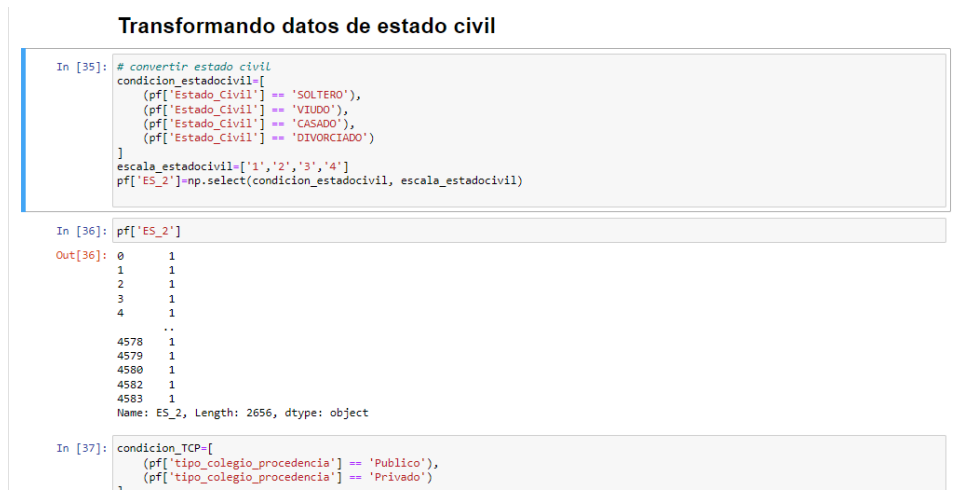 Transformando datos de estado civil
In [35]: # convertir estado civil
condicion_estadocivil=[
(pf['Estado_Civil'] == 'SOLTERO'),
(pf['Estado_Civil'] == 'VIUDO'),
(pf['Estado_Civil'] == 'CASADO'),
(pf['Estado_Civil'] == 'DIVORCIADO')
]
escala_estadocivil=['1','2','3','4']
pf['ES_2']=np.select(condicion_estadocivil, escala_estadocivil)
In [36]: pf['ES_2']
Out[36]: 0 1
1 1
2 1
3 1
4 1
..
4578 1
4579 1
4580 1
4582 1
4583 1
Name: ES_2, Length: 2656, dtype: object
In [37]: condicion_TCP=[
(pf['tipo_colegio_procedencia'] == 'Publico'),
(pf['tipo_colegio_procedencia'] == 'Privado')
]